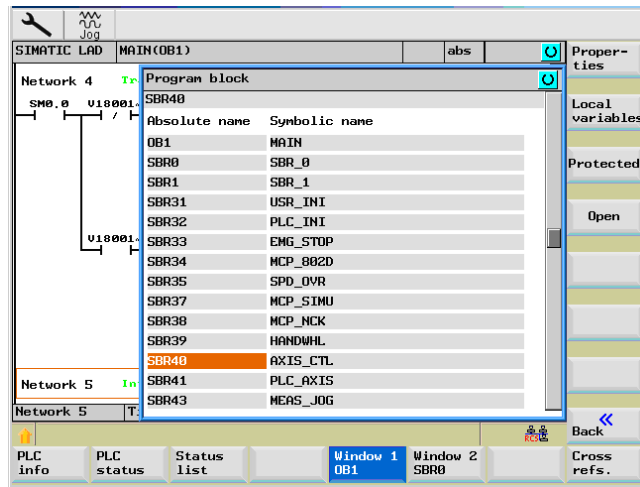 Jog
SIMATIC LAD MAIN(OB1) abs
Proper-
ties
Network 4 Tr
Program block
SBR40
SM0.0 V18001
Absolute name Symbolic name
Local
variables
OB1 MAIN
SBR0 SBR_0
SBR1 SBR_1
Protected
SBR31 USR_INI
SBR32 PLC_INI
Open
V18001
SBR33 EMG_STOP
SBR34 MCP_802D
SBR35 SPD_OVR
SBR37 MCP_SIMU
SBR38 MCP_NCK
SBR39 HANDWHL
SBR40 AXIS_CTL
Network 5 In
SBR41 PLC_AXIS
SBR43 MEAS_JOG
Network 5 T
«
Back
RCS
PLC
info
PLC
status
Status
list
Window 1
OB1
Window 2
SBR0
Cross
refs.